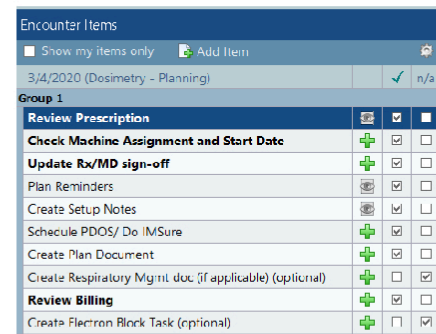 Encounter Items
Show my items only Add Item
3/4/2020 (Dosimetry - Planning) n/a
Group 1
Review Prescription
Check Machine Assignment and Start Date
Update Rx/MD sign-off
Plan Reminders
Create Setup Notes
Schedule PDOS/ Do IMSure
Create Plan Document
Create Respiratory Mgmt doc (if applicable) (optional)
Review Billing
Create Electron Block Task (optional)